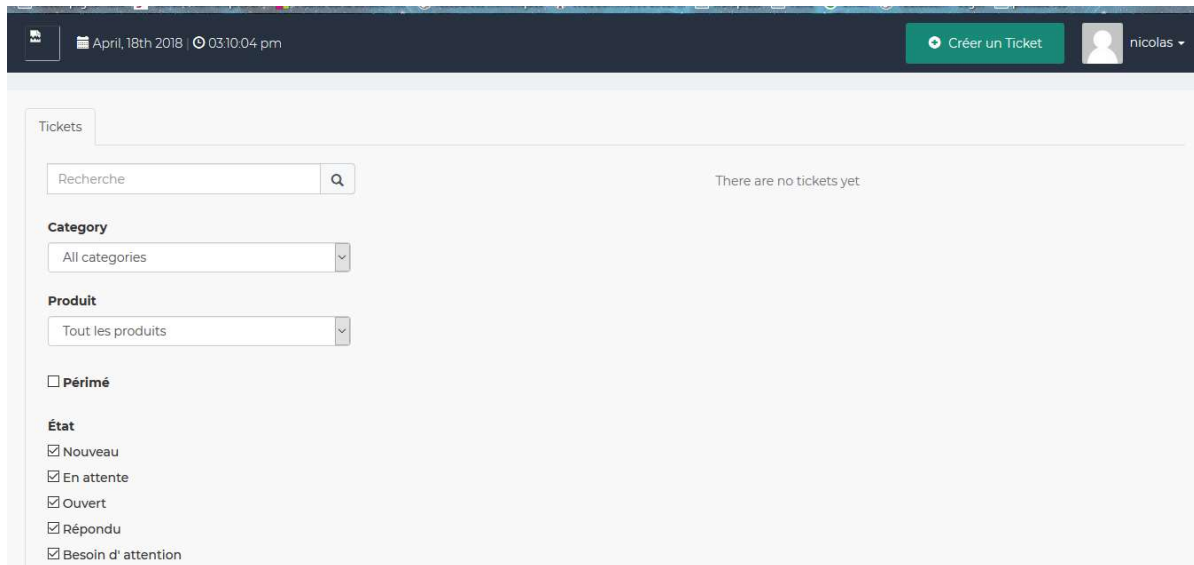 April, 18th 2018 | 03:10:04 pm
Créer un Ticket
nicolas
Tickets
Recherche
There are no tickets yet
Category
All categories
Produit
Tout les produits
Périmé
État
Nouveau
En attente
Ouvert
Répondu
Besoin d' attention